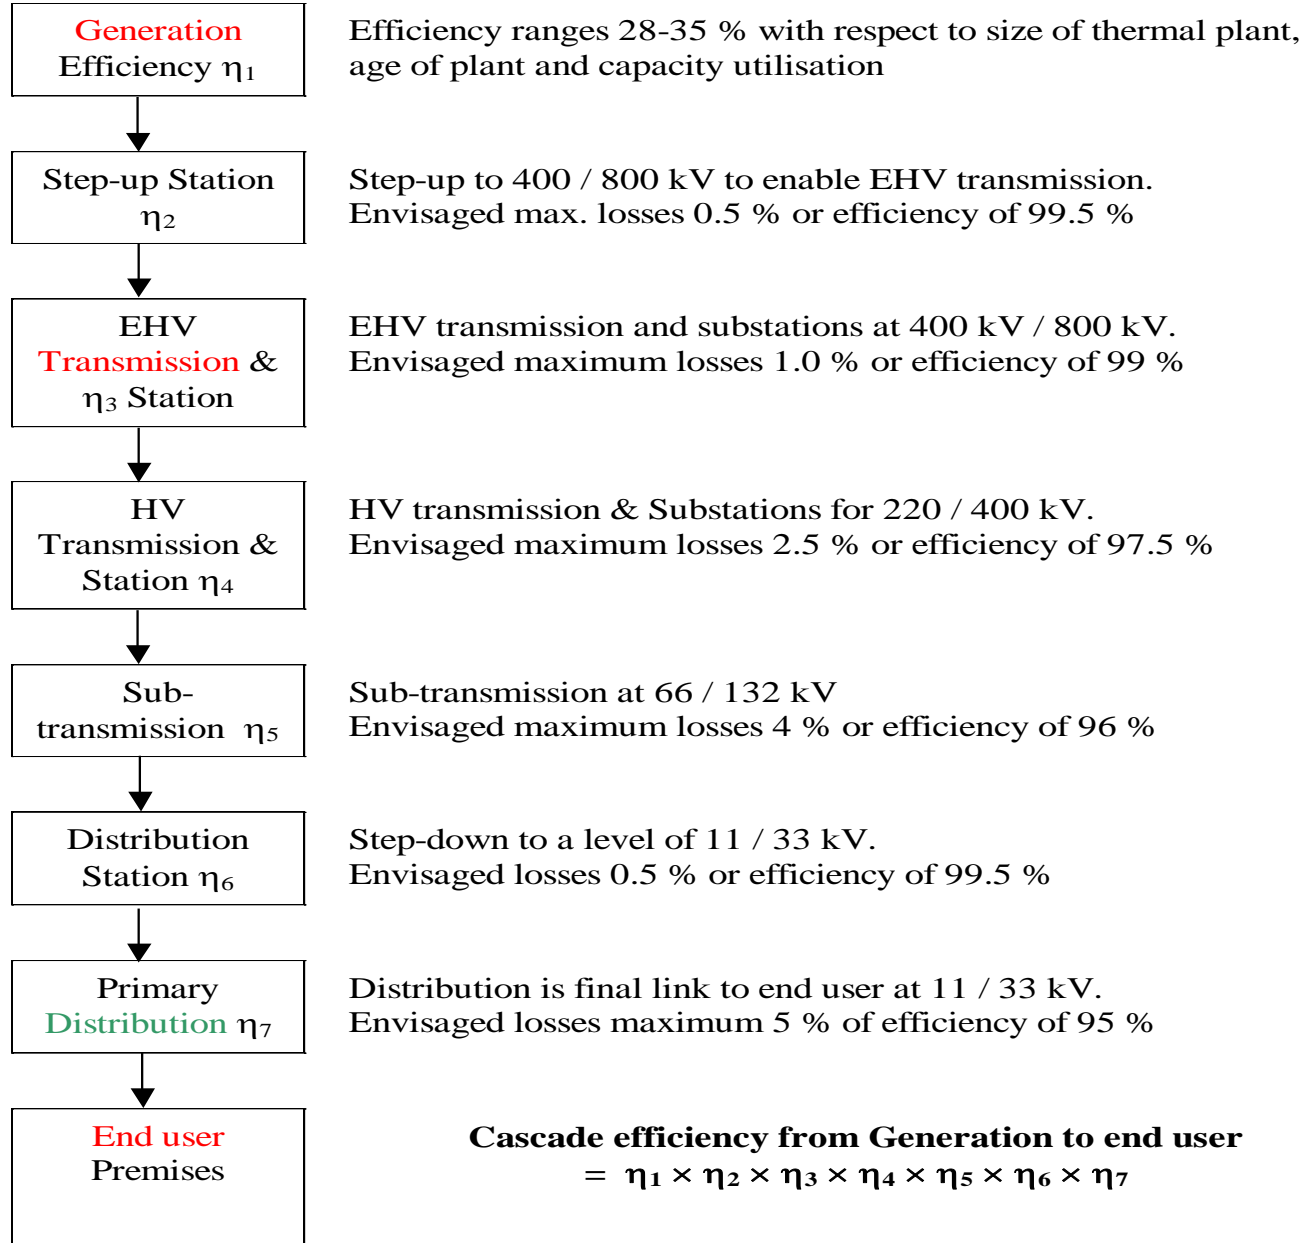 Generation
Efficiency η1
Efficiency ranges 28-35 % with respect to size of thermal plant,
age of plant and capacity utilisation
Step-up Station
η2
Step-up to 400 / 800 kV to enable EHV transmission.
Envisaged max. losses 0.5 % or efficiency of 99.5 %
EHV
Transmission &
η3 Station
EHV transmission and substations at 400 kV / 800 kV.
Envisaged maximum losses 1.0 % or efficiency of 99 %
HV
Transmission &
Station η4
HV transmission & Substations for 220 / 400 kV.
Envisaged maximum losses 2.5 % or efficiency of 97.5 %
Sub-
transmission η5
Sub-transmission at 66 / 132 kV
Envisaged maximum losses 4 % or efficiency of 96 %
Distribution
Station η6
Step-down to a level of 11 / 33 kV.
Envisaged losses 0.5 % or efficiency of 99.5 %
Primary
Distribution η7
Distribution is final link to end user at 11 / 33 kV.
Envisaged losses maximum 5 % of efficiency of 95 %
End user
Premises
Cascade efficiency from Generation to end user
= η1 × η2 × η3 × η4 × η5 × η6 × η7